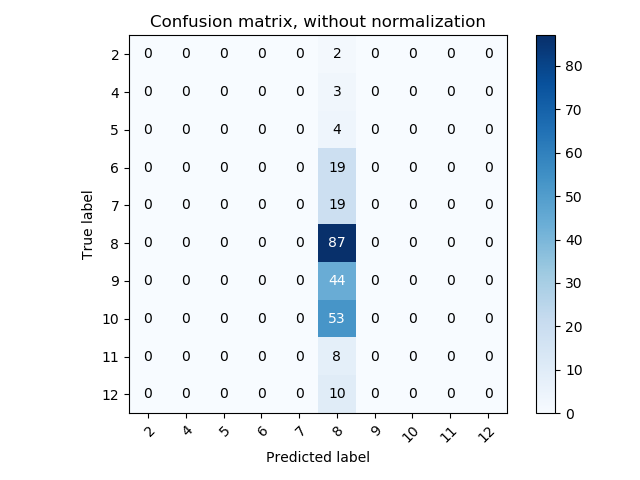 Confusion matrix, without normalization
True label
2 0 0 0 0 0 2 0 0 0 0
4 0 0 0 0 0 3 0 0 0 0
5 0 0 0 0 0 4 0 0 0 0
6 0 0 0 0 0 19 0 0 0 0
7 0 0 0 0 0 19 0 0 0 0
8 0 0 0 0 0 87 0 0 0 0
9 0 0 0 0 0 44 0 0 0 0
10 0 0 0 0 0 53 0 0 0 0
11 0 0 0 0 0 8 0 0 0 0
12 0 0 0 0 0 10 0 0 0 0
2 4 5 6 7 8 9 10 11 12
Predicted label
80
70
60
50
40
30
20
10
0